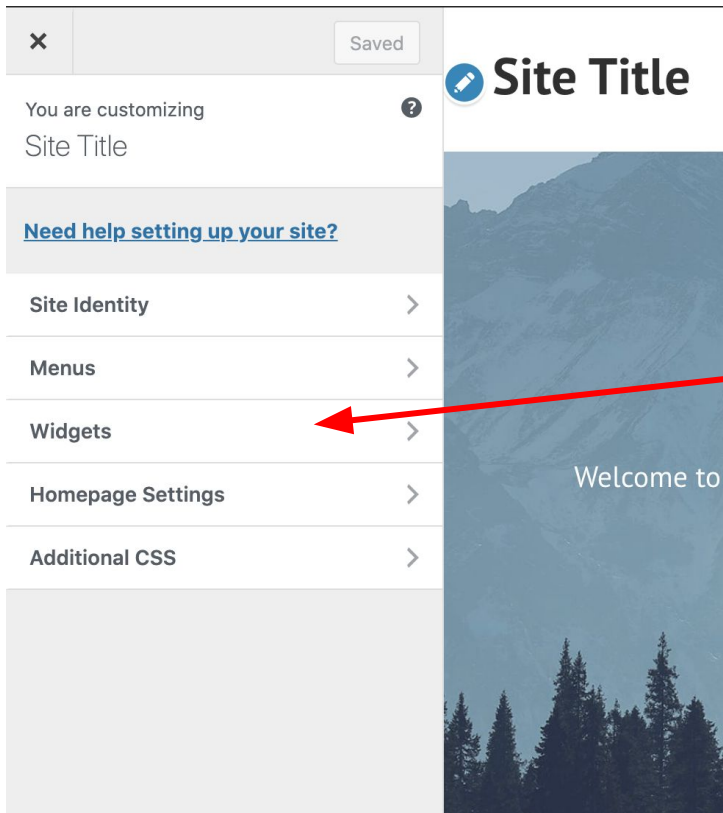 Saved
You are customizing
Site Title
Need help setting up your site?
Site Identity
Menus
Widgets
Homepage Settings
Additional CSS
Site Title
Welcome to